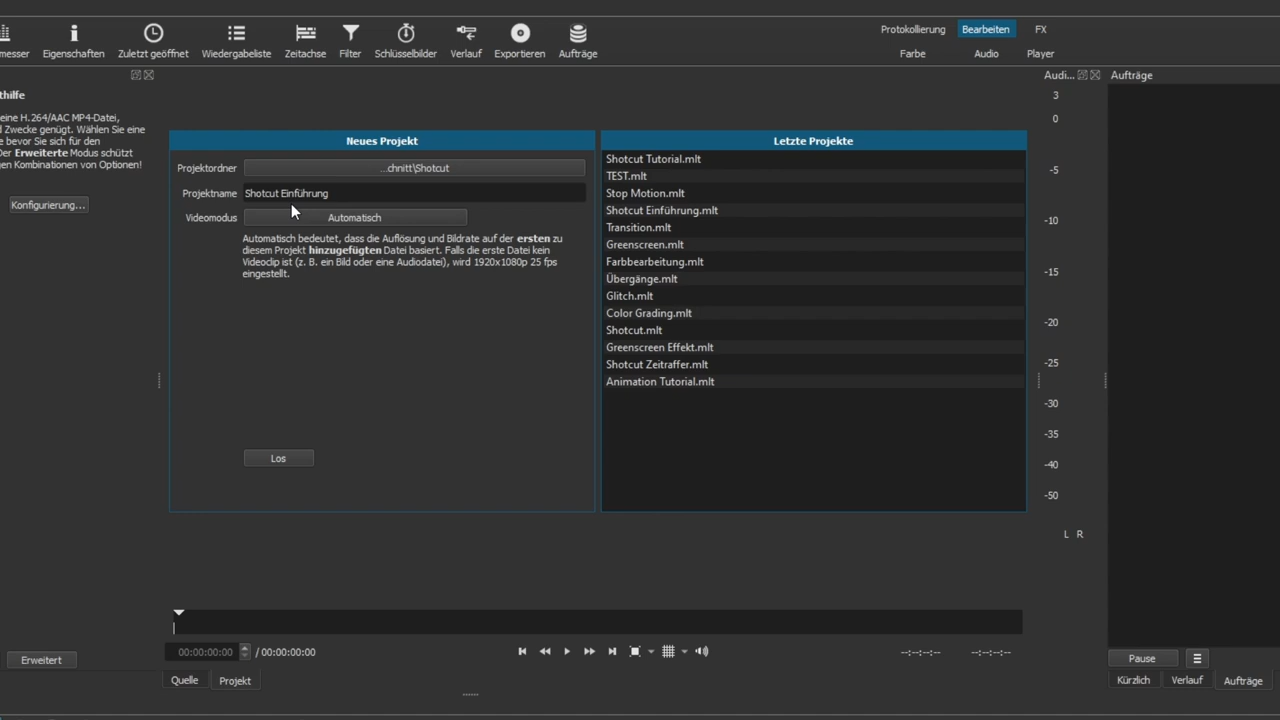 messer Eigenschaften Zuletzt geöffnet Wiedergabeliste Zeitachse Filter Schlüsselbilder Verlauf Exportieren Aufträge
Protokollierung Bearbeiten FX
Farbe Audio Player
thilfe
eine H.264/AAC MP4-Datei,
d Zwecke genügt. Wählen Sie eine
e bevor Sie sich für den
Der Erweiterte Modus schützt
gen Kombinationen von Optionen!
Konfigurierung...
Erweitert
Neues Projekt
Projektordner ...chnitt\Shotcut
Projektname Shotcut Einführung
Videomodus Automatisch
Automatisch bedeutet, dass die Auflösung und Bildrate auf der ersten zu
diesem Projekt hinzugefügten Datei basiert. Falls die erste Datei kein
Videoclip ist (z. B. ein Bild oder eine Audiodatei), wird 1920x1080p 25 fps
eingestellt.
Los
Letzte Projekte
Shotcut Tutorial.mlt
TEST.mlt
Stop Motion.mlt
Shotcut Einführung.mlt
Transition.mlt
Greenscreen.mlt
Farbbearbeitung.mlt
Übergänge.mlt
Glitch.mlt
Color Grading.mlt
Shotcut.mlt
Greenscreen Effekt.mlt
Shotcut Zeitraffer.mlt
Animation Tutorial.mlt
00:00:00:00 / 00:00:00:00
--:--:--:-- --:--:--:--
Quelle Projekt
Audi...
3
0
-5
-10
-15
-20
-25
-30
-35
-40
-50
L R
Aufträge
Pause
Kürzlich Verlauf Aufträge